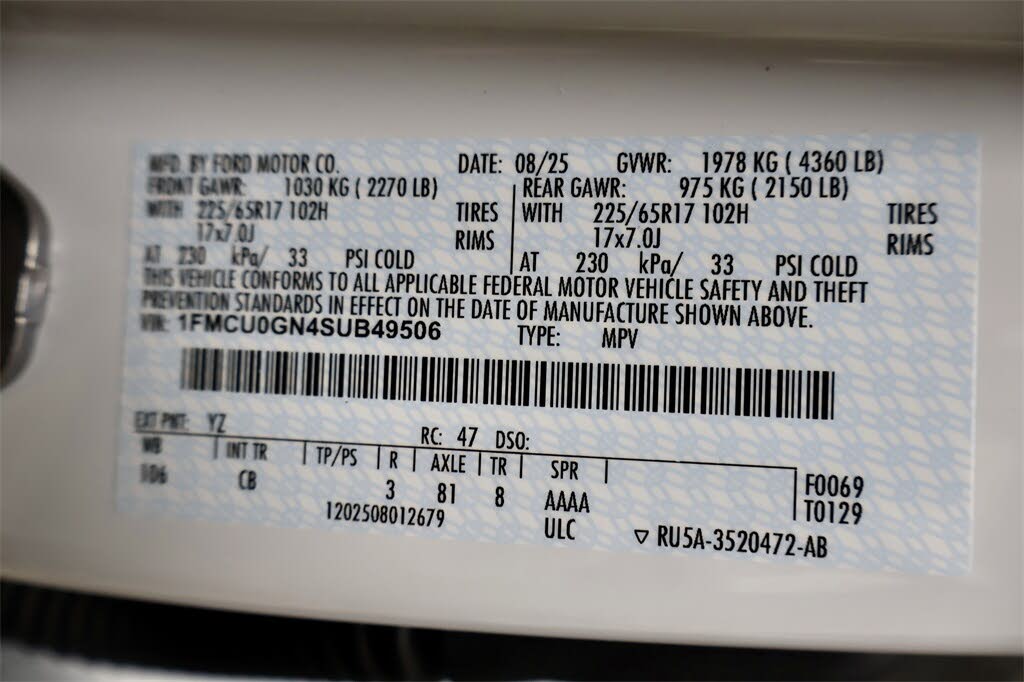 MFD. BY FORD MOTOR CO. DATE: 08/25 GVWR: 1978 KG ( 4360 LB)
FRONT GAWR: 1030 KG ( 2270 LB) REAR GAWR: 975 KG ( 2150 LB)
WITH 225/65R17 102H TIRES WITH 225/65R17 102H TIRES
17x7.0J RIMS 17x7.0J RIMS
AT 230 kPa/ 33 PSI COLD AT 230 kPa/ 33 PSI COLD
THIS VEHICLE CONFORMS TO ALL APPLICABLE FEDERAL MOTOR VEHICLE SAFETY AND THEFT
PREVENTION STANDARDS IN EFFECT ON THE DATE OF MANUFACTURE SHOWN ABOVE.
VIN: 1FMCU0GN4SUB49506 TYPE: MPV
EXT PNT: YZ RC: 47 DSO:
WB INT TR TP/PS R AXLE TR SPR
106 CB 3 81 8 AAAA F0069
1202508012679 ULC T0129
▽ RU5A-3520472-AB